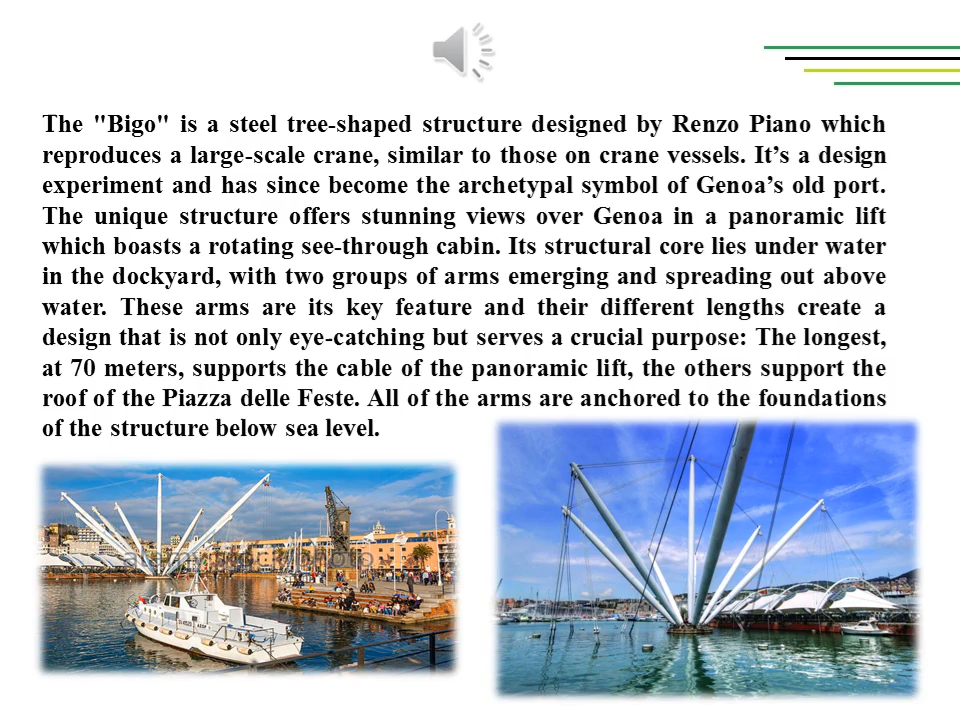 The "Bigo" is a steel tree-shaped structure designed by Renzo Piano which
reproduces a large-scale crane, similar to those on crane vessels. It’s a design
experiment and has since become the archetypal symbol of Genoa’s old port.
The unique structure offers stunning views over Genoa in a panoramic lift
which boasts a rotating see-through cabin. Its structural core lies under water
in the dockyard, with two groups of arms emerging and spreading out above
water. These arms are its key feature and their different lengths create a
design that is not only eye-catching but serves a crucial purpose: The longest,
at 70 meters, supports the cable of the panoramic lift, the others support the
roof of the Piazza delle Feste. All of the arms are anchored to the foundations
of the structure below sea level.